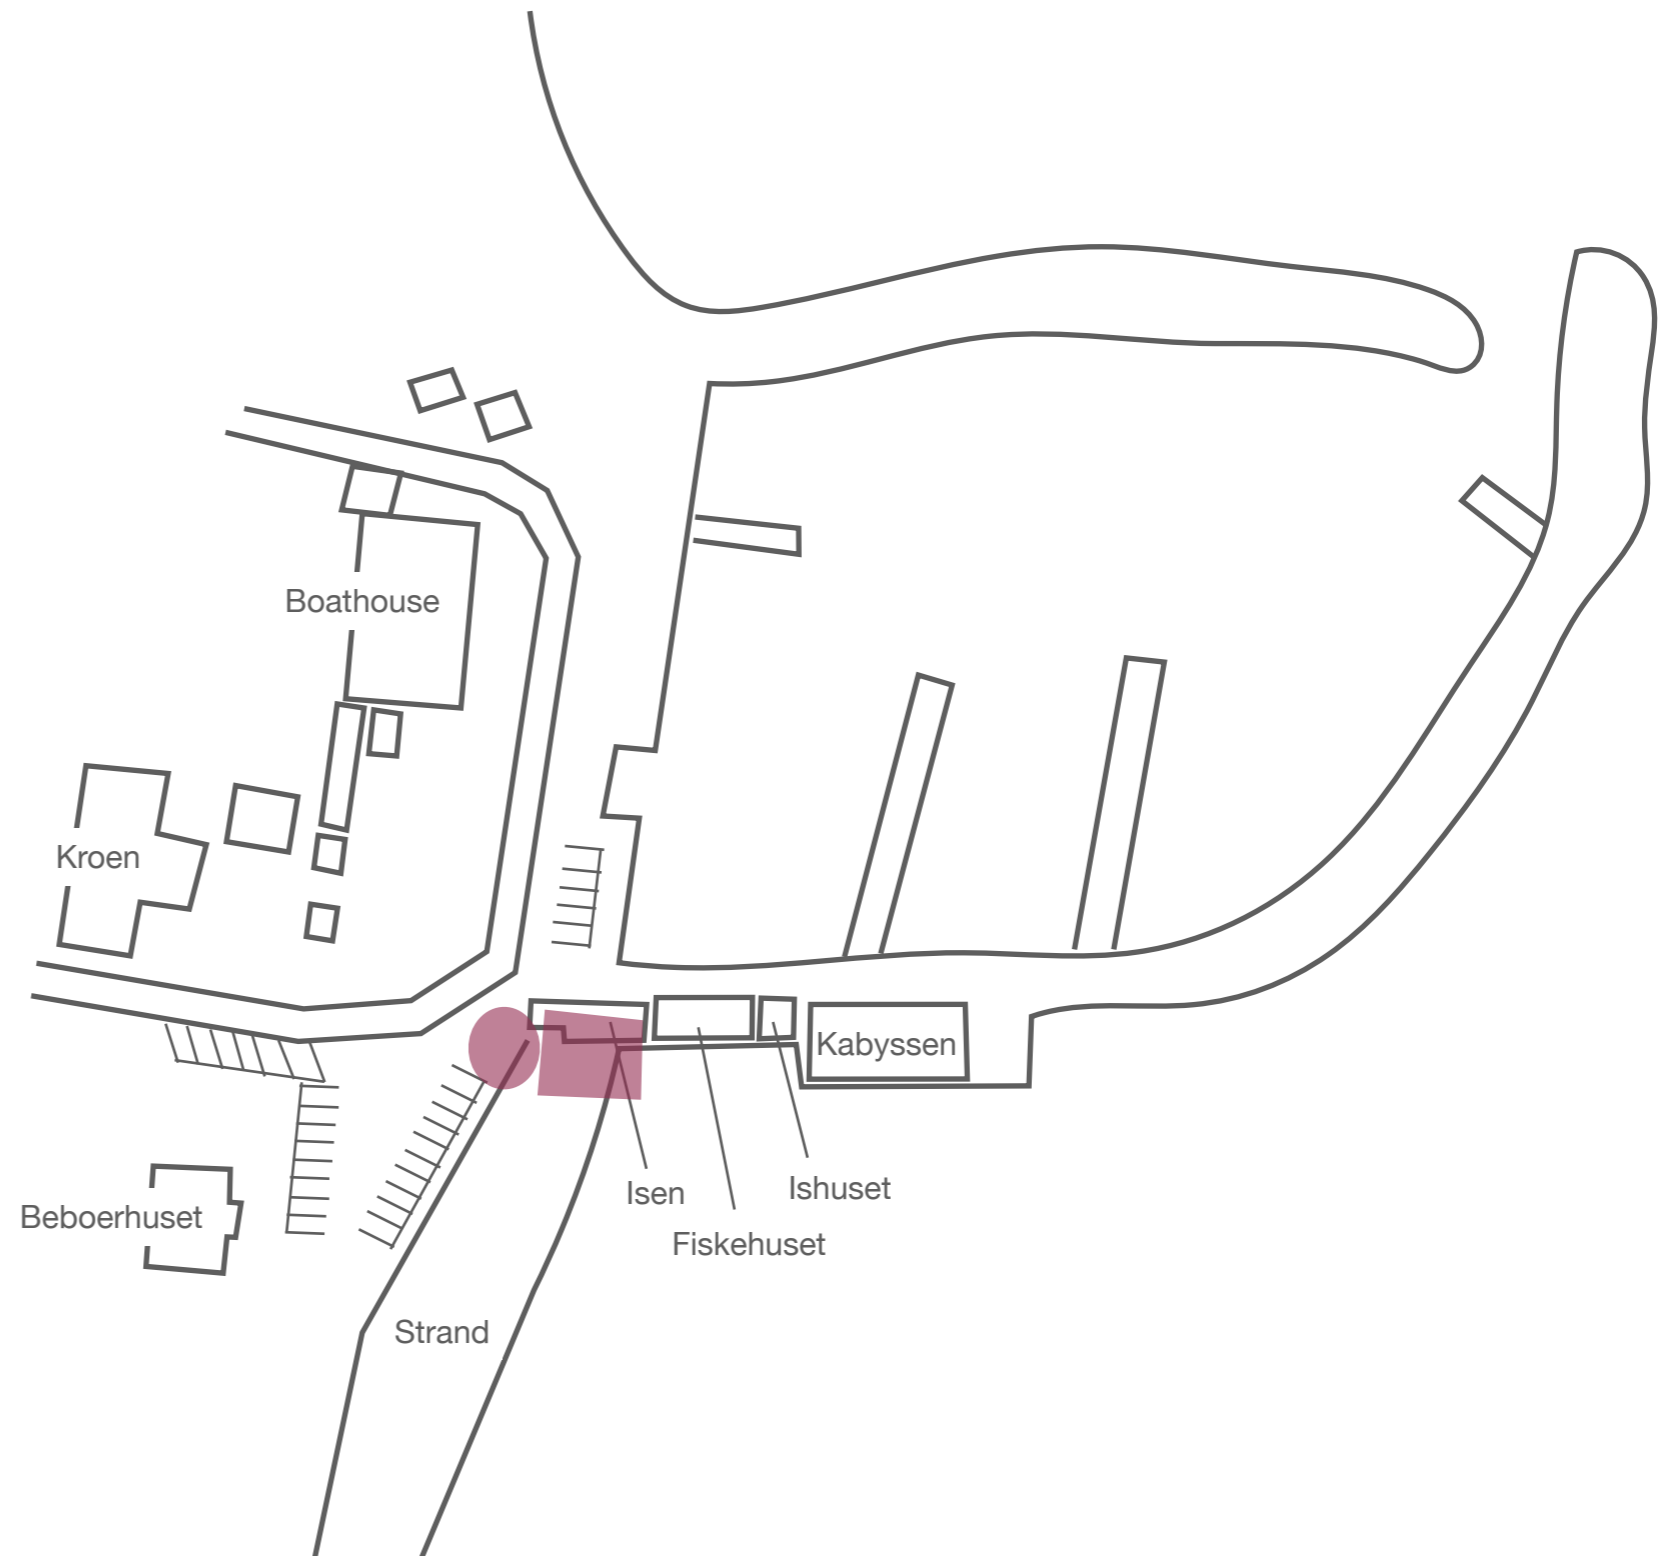 Boathouse
Kroen
Kabyssen
Isen
Ishuset
Beboerhuset
Fiskehuset
Strand